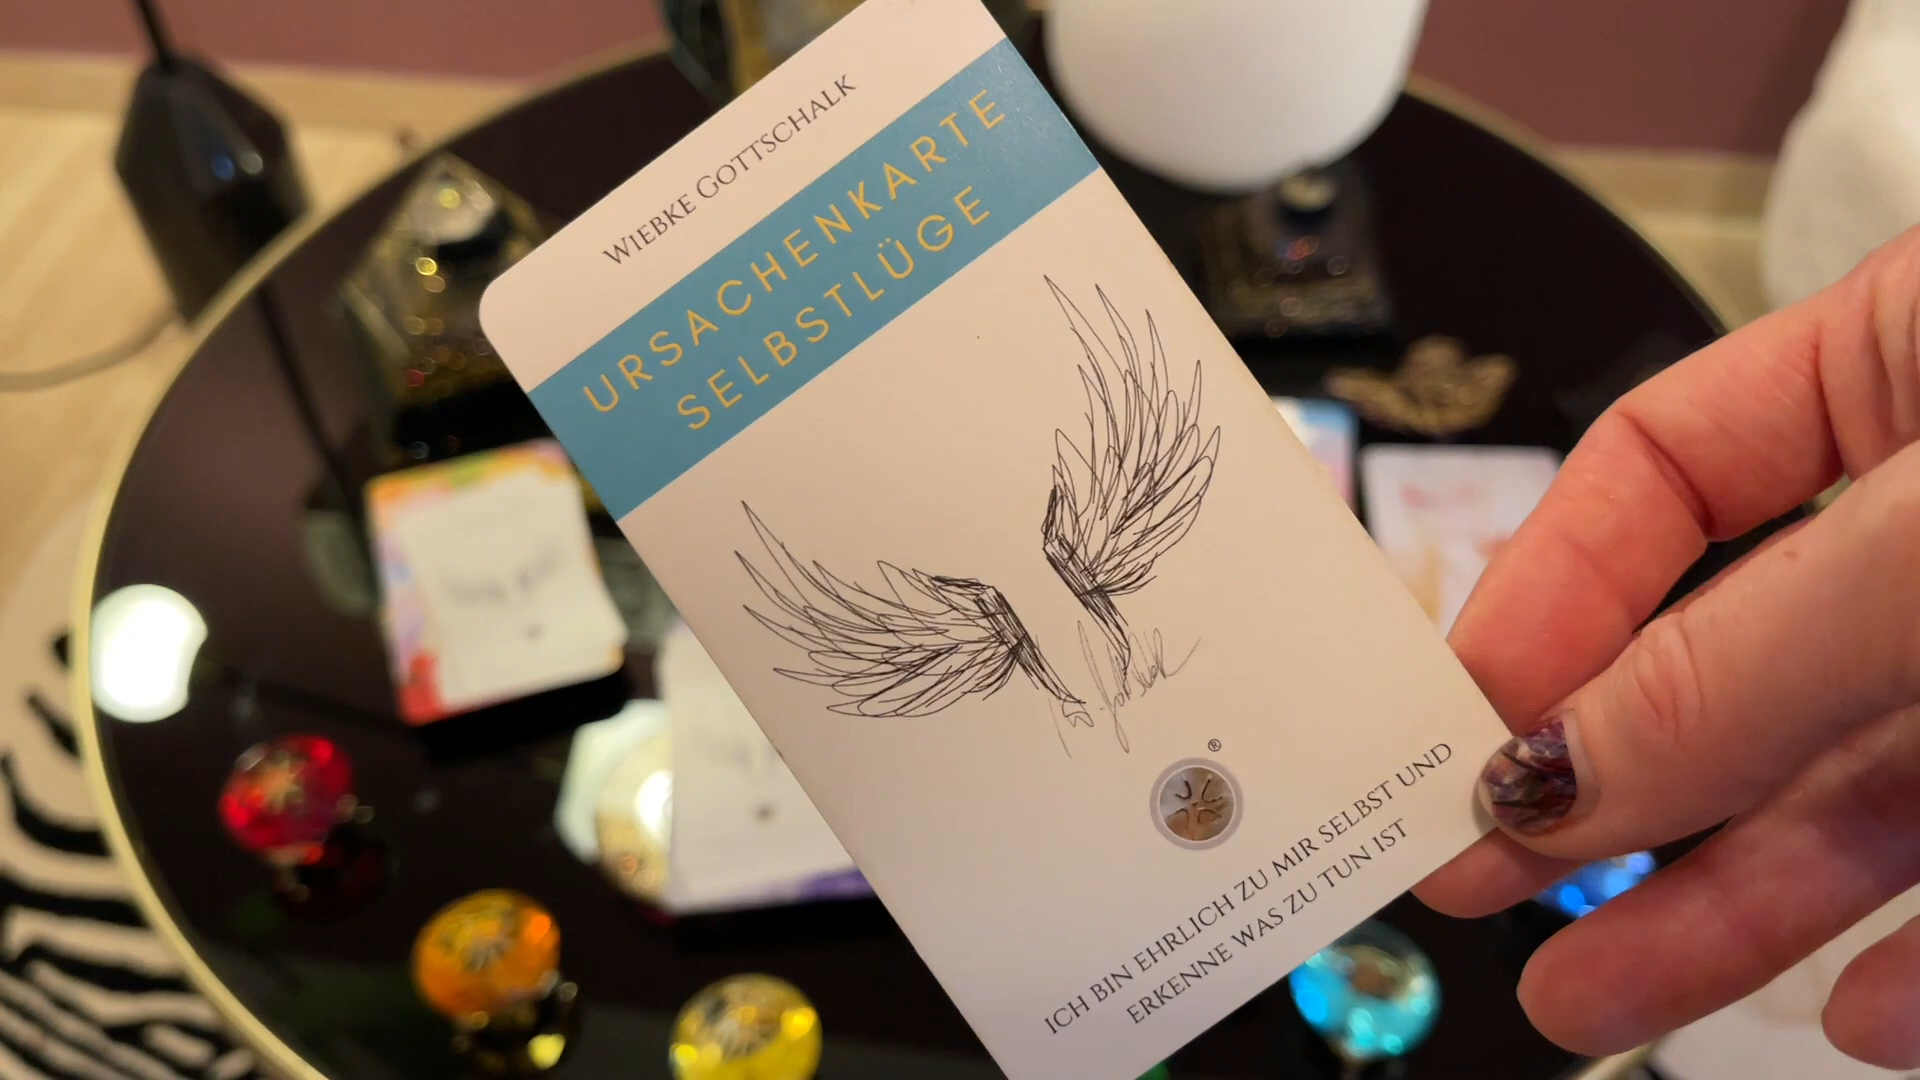 WIEBKE GOTTSCHALK
URSACHENKARTE
SELBSTLÜGE
®
ICH BIN EHRLICH ZU MIR SELBST UND
ERKENNE WAS ZU TUN IST